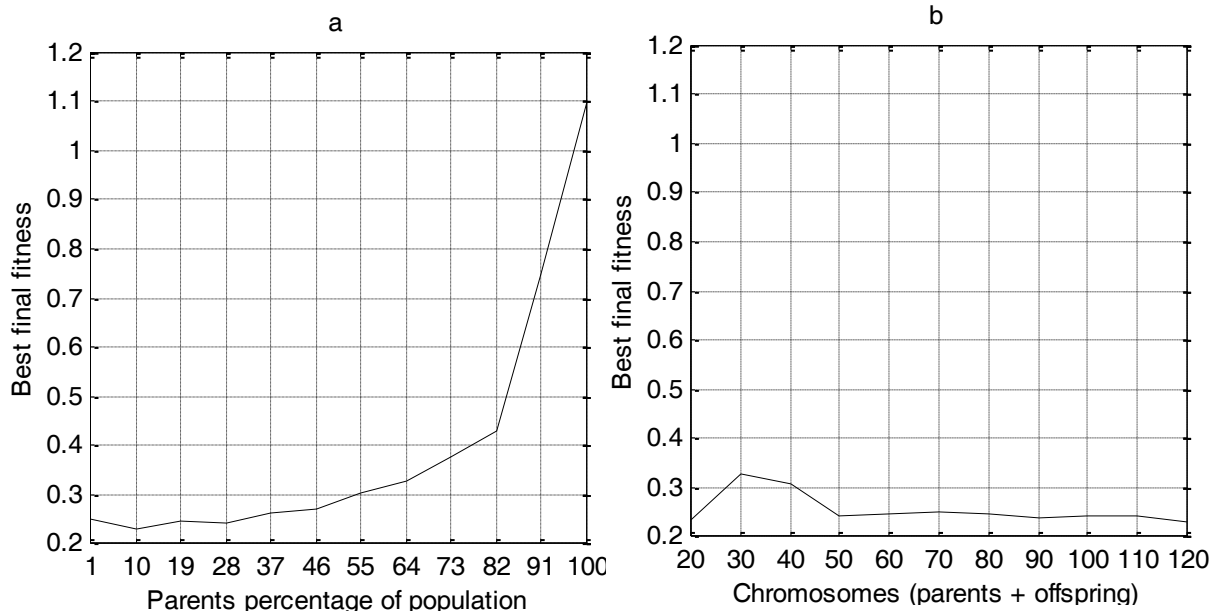 a
1.2
1.1
1
0.9
0.8
0.7
0.6
0.5
0.4
0.3
0.2
Best final fitness
1 10 19 28 37 46 55 64 73 82 91 100
Parents percentage of population
b
1.2
1.1
1
0.9
0.8
0.7
0.6
0.5
0.4
0.3
0.2
Best final fitness
20 30 40 50 60 70 80 90 100 110 120
Chromosomes (parents + offspring)